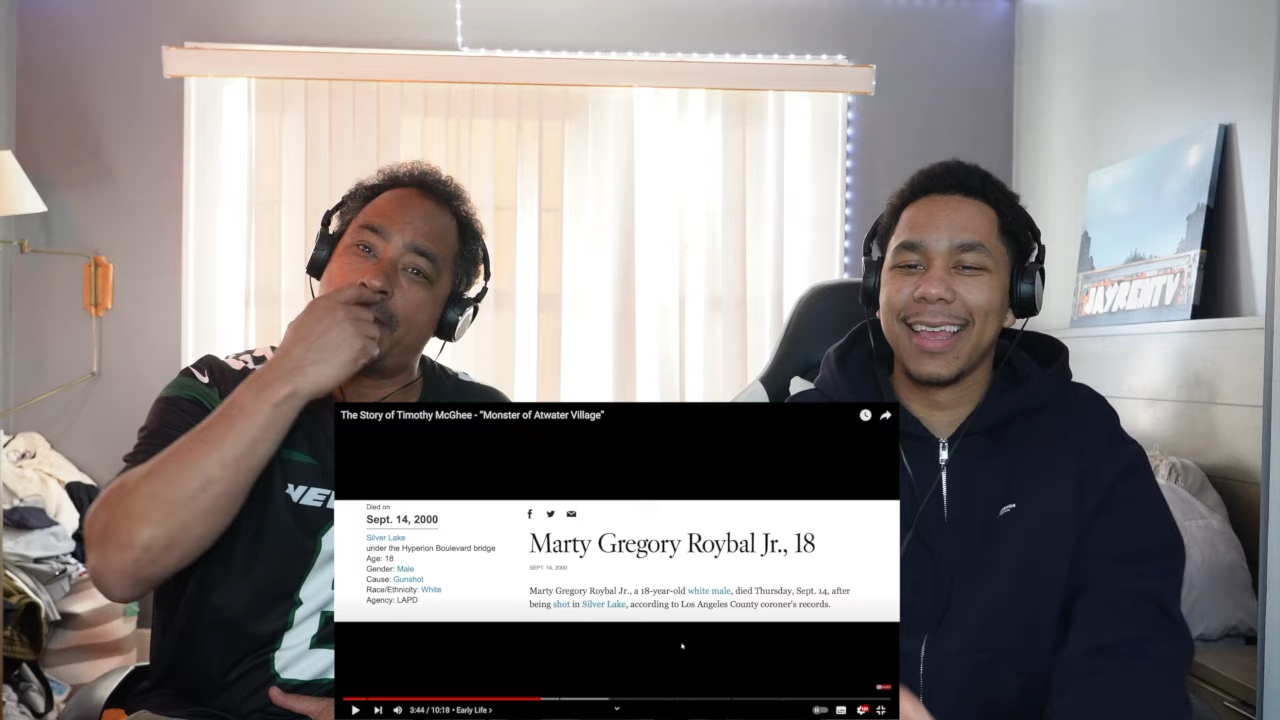 JAYRENTV
The Story of Timothy McGhee - “Monster of Atwater Village”
Died on
Sept. 14, 2000
Silver Lake
under the Hyperion Boulevard bridge
Age: 18
Gender: Male
Cause: Gunshot
Race/Ethnicity: White
Agency: LAPD
Marty Gregory Roybal Jr., 18
SEPT. 14, 2000
Marty Gregory Roybal Jr., a 18-year-old white male, died Thursday, Sept. 14, after
being shot in Silver Lake, according to Los Angeles County coroner's records.
3:44 / 10:18 • Early Life >